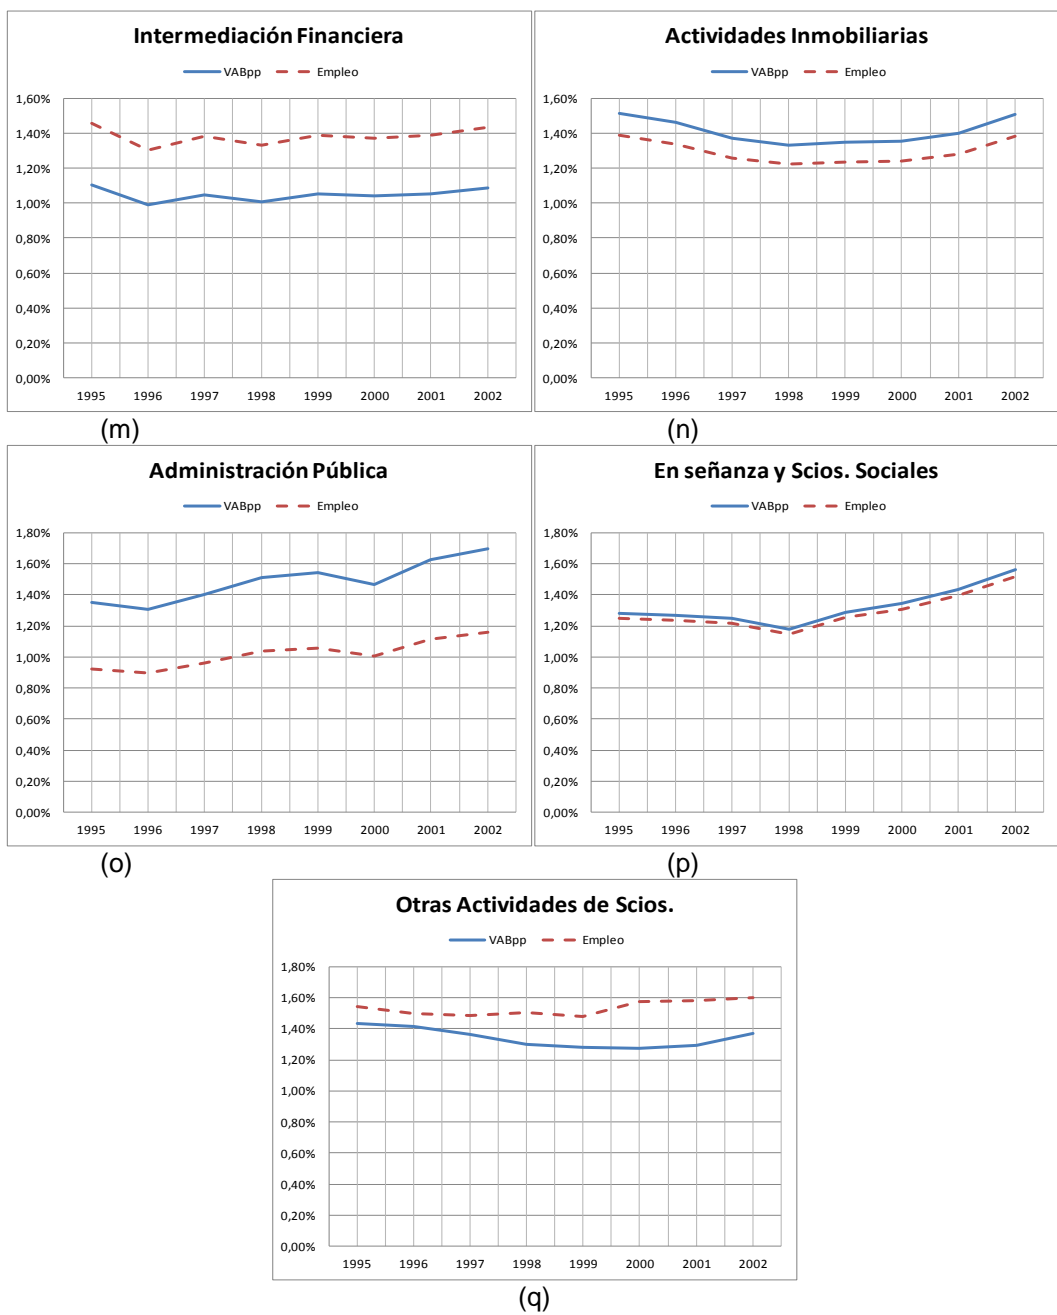 Intermediación Financiera
VABpp Empleo
1,60%
1,40%
1,20%
1,00%
0,80%
0,60%
0,40%
0,20%
0,00%
1995 1996 1997 1998 1999 2000 2001 2002
(m)
Actividades Inmobiliarias
VABpp Empleo
1,60%
1,40%
1,20%
1,00%
0,80%
0,60%
0,40%
0,20%
0,00%
1995 1996 1997 1998 1999 2000 2001 2002
(n)
Administración Pública
VABpp Empleo
1,80%
1,60%
1,40%
1,20%
1,00%
0,80%
0,60%
0,40%
0,20%
0,00%
1995 1996 1997 1998 1999 2000 2001 2002
(o)
En señanza y Scios. Sociales
VABpp Empleo
1,80%
1,60%
1,40%
1,20%
1,00%
0,80%
0,60%
0,40%
0,20%
0,00%
1995 1996 1997 1998 1999 2000 2001 2002
(p)
Otras Actividades de Scios.
VABpp Empleo
1,80%
1,60%
1,40%
1,20%
1,00%
0,80%
0,60%
0,40%
0,20%
0,00%
1995 1996 1997 1998 1999 2000 2001 2002
(q)